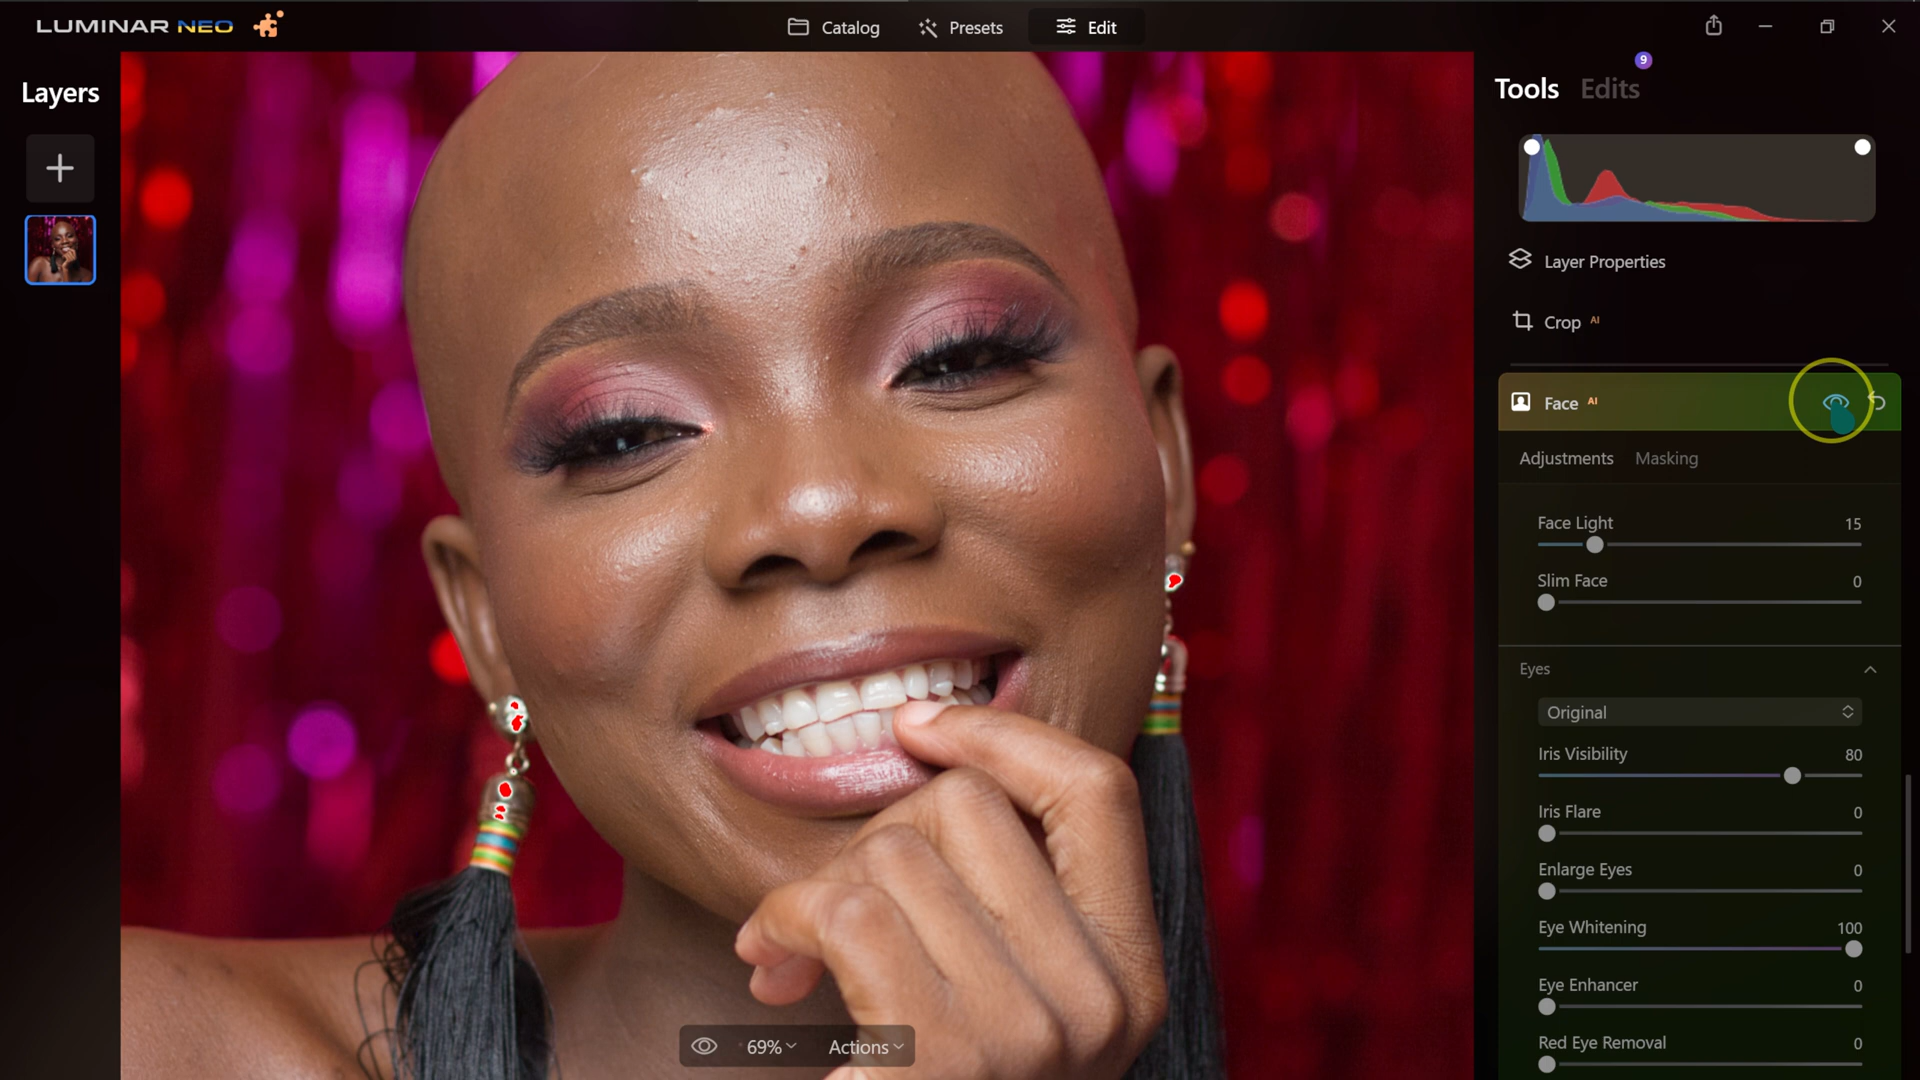 LUMINAR NEO
Catalog
Presets
Edit
Layers
Tools
Edits
9
Layer Properties
Crop AI
Face AI
Adjustments
Masking
Face Light 15
Slim Face 0
Eyes
Original
Iris Visibility 80
Iris Flare 0
Enlarge Eyes 0
Eye Whitening 100
Eye Enhancer 0
Red Eye Removal 0
69%
Actions